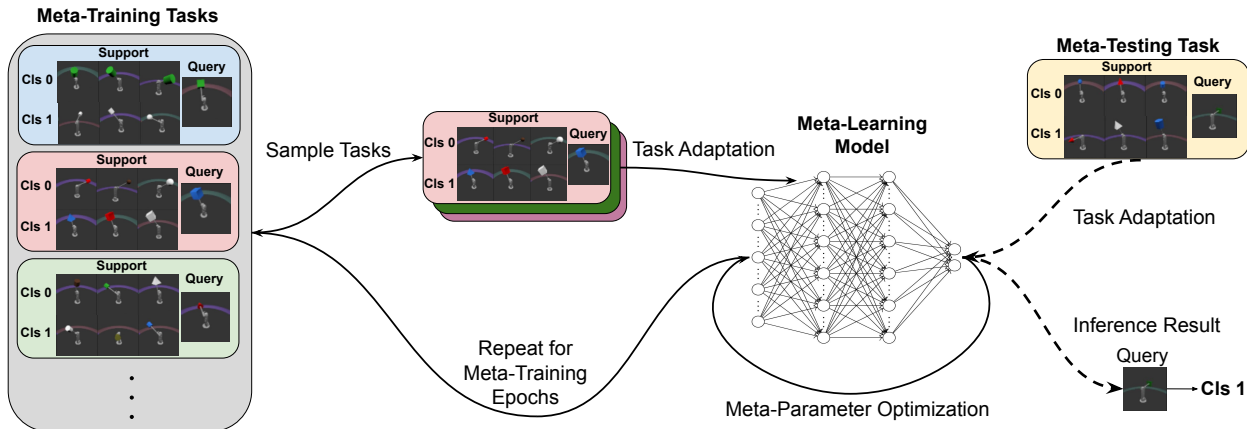 Meta-Training Tasks
Support
Query
Cls 0
Cls 1
Support
Query
Cls 0
Cls 1
Support
Query
Cls 0
Cls 1
Sample Tasks
Support
Query
Cls 0
Cls 1
Task Adaptation
Repeat for
Meta-Training
Epochs
Meta-Learning
Model
Meta-Parameter Optimization
Meta-Testing Task
Support
Query
Cls 0
Cls 1
Task Adaptation
Inference Result
Query
Cls 1